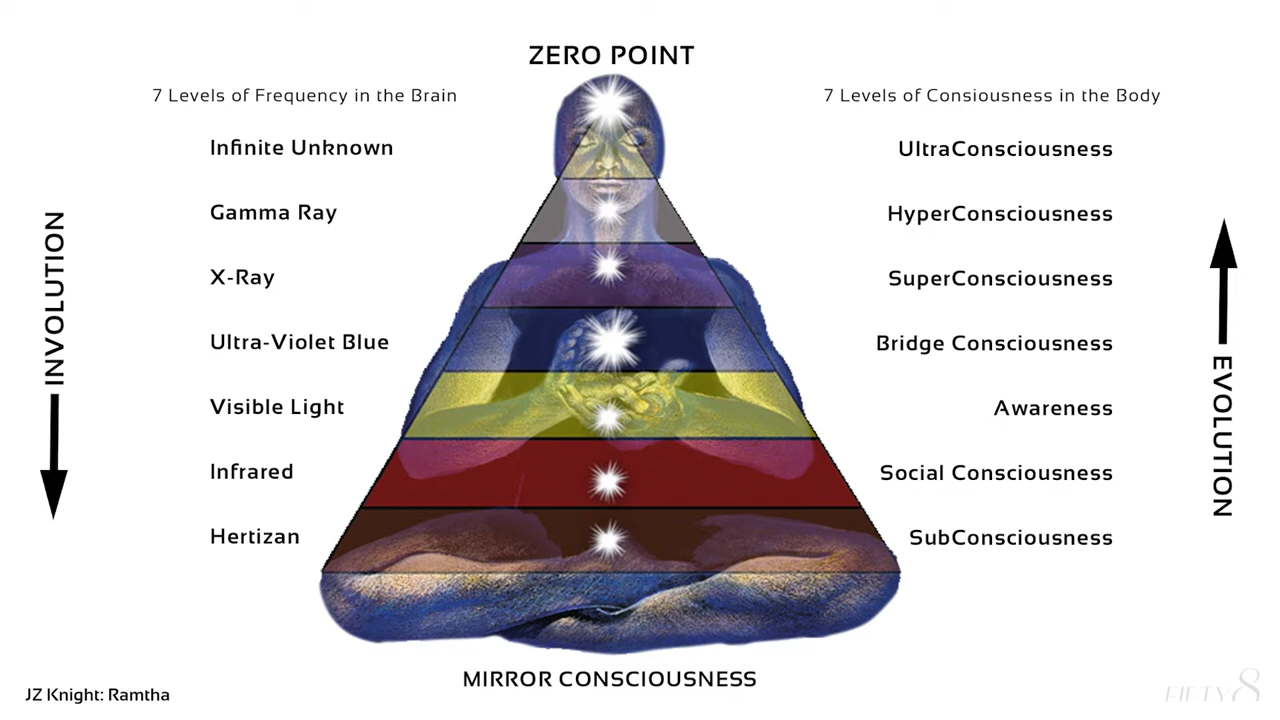 ZERO POINT
7 Levels of Frequency in the Brain
7 Levels of Consiousness in the Body
Infinite Unknown
UltraConsciousness
Gamma Ray
HyperConsciousness
X-Ray
SuperConsciousness
Ultra-Violet Blue
Bridge Consciousness
Visible Light
Awareness
Infrared
Social Consciousness
Hertizan
SubConsciousness
INVOLUTION
EVOLUTION
MIRROR CONSCIOUSNESS
JZ Knight: Ramtha
FIFTY8